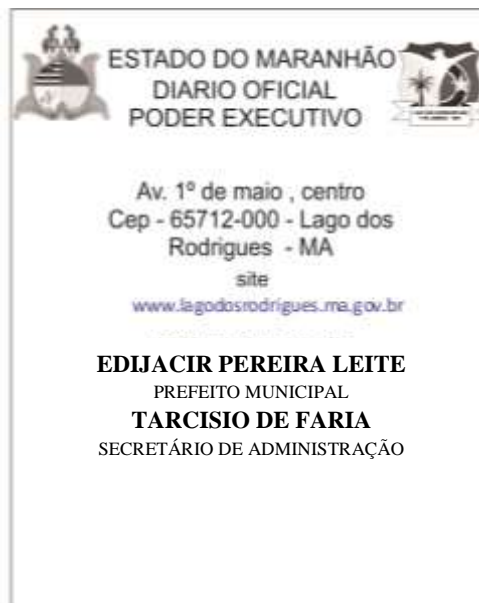 ESTADO DO MARANHÃO
DIARIO OFICIAL
PODER EXECUTIVO
Av. 1º de maio , centro
Cep - 65712-000 - Lago dos
Rodrigues - MA
site
www.lagodosrodrigues.ma.gov.br
EDIJACIR PEREIRA LEITE
PREFEITO MUNICIPAL
TARCISIO DE FARIA
SECRETÁRIO DE ADMINISTRAÇÃO